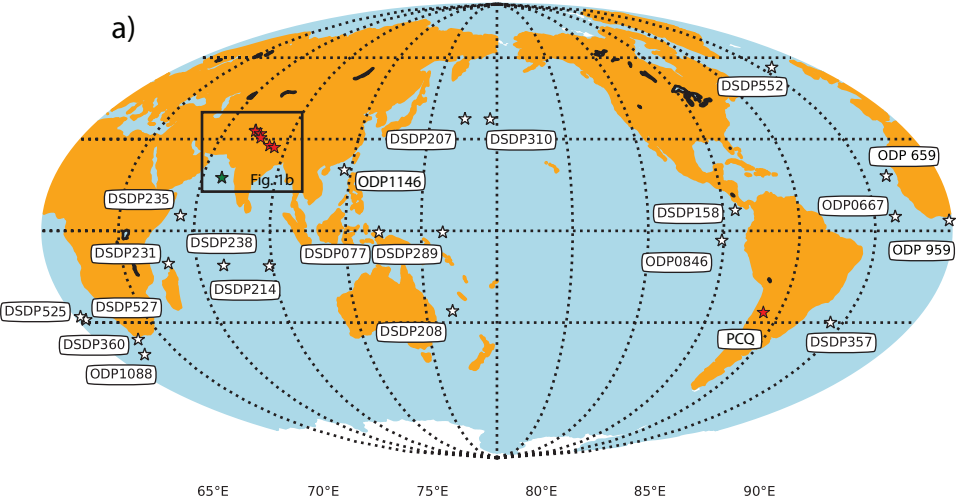 a)
DSDP552
DSDP207
DSDP310
ODP 659
Fig. 1b
ODP1146
DSDP235
DSDP158
ODP0667
DSDP231
DSDP238
DSDP077
DSDP289
ODP 959
ODP0846
DSDP214
DSDP525
DSDP527
DSDP208
DSDP360
PCQ
DSDP357
ODP1088
65°E 70°E 75°E 80°E 85°E 90°E